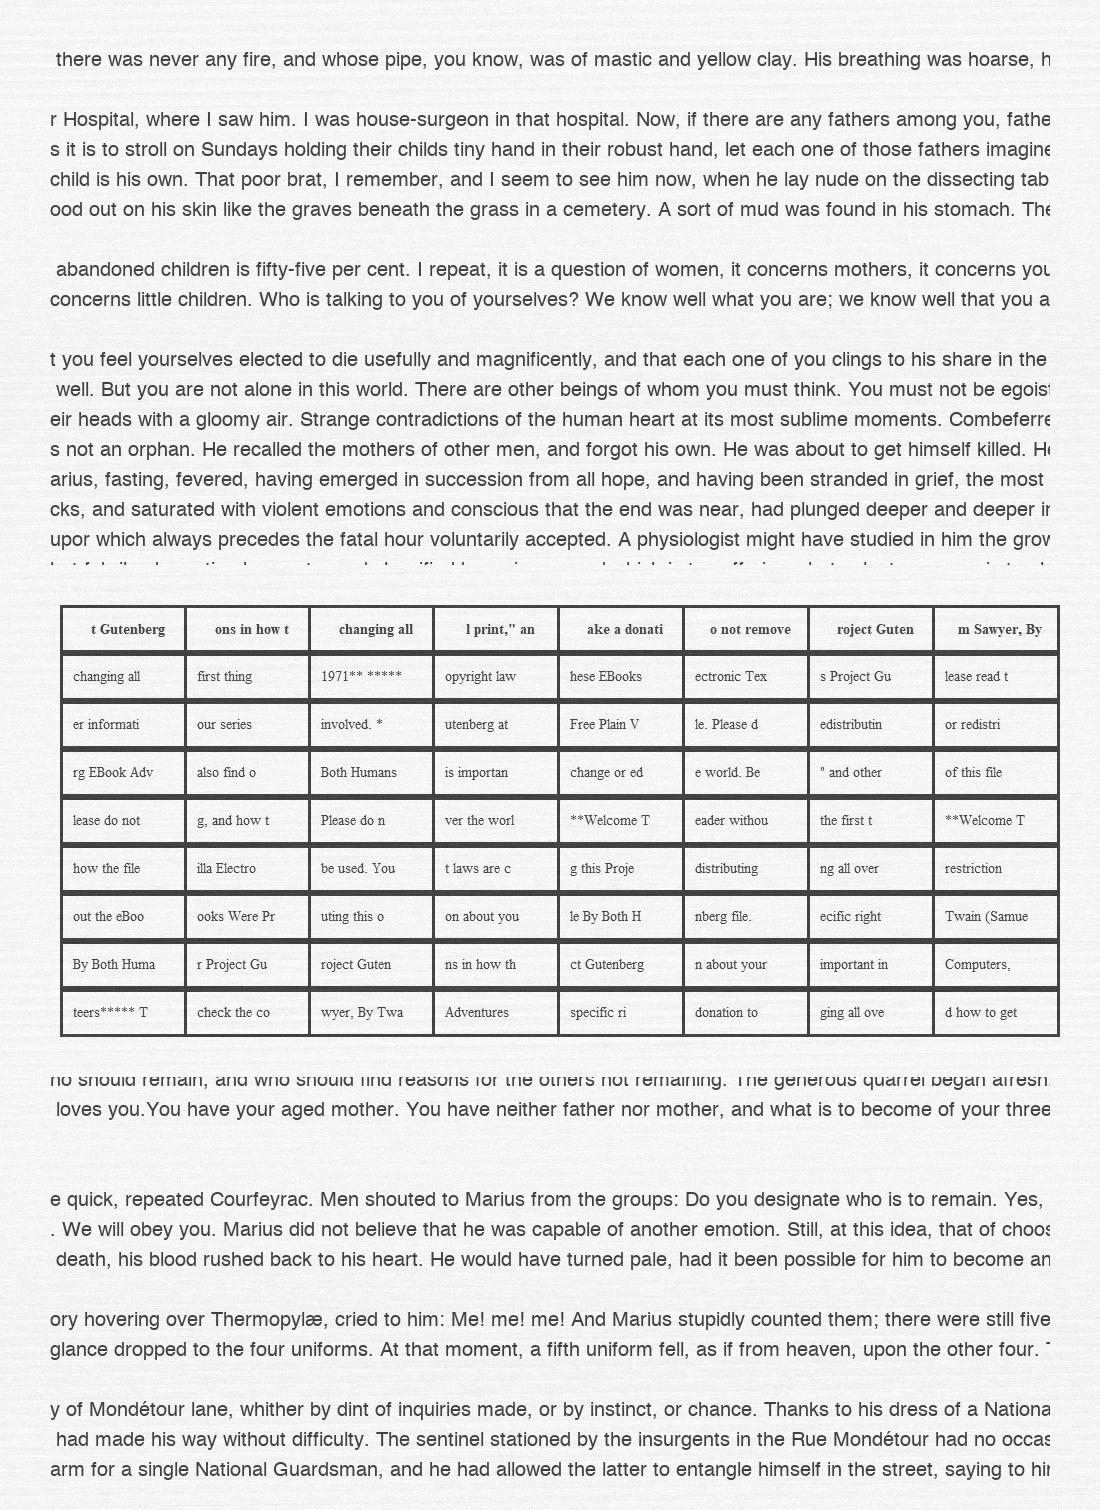 there was never any fire, and whose pipe, you know, was of mastic and yellow clay. His breathing was hoarse, h
r Hospital, where I saw him. I was house-surgeon in that hospital. Now, if there are any fathers among you, fathe
s it is to stroll on Sundays holding their childs tiny hand in their robust hand, let each one of those fathers imagine
child is his own. That poor brat, I remember, and I seem to see him now, when he lay nude on the dissecting tab
ood out on his skin like the graves beneath the grass in a cemetery. A sort of mud was found in his stomach. The
abandoned children is fifty-five per cent. I repeat, it is a question of women, it concerns mothers, it concerns you
concerns little children. Who is talking to you of yourselves? We know well what you are; we know well that you a
t you feel yourselves elected to die usefully and magnificently, and that each one of you clings to his share in the
well. But you are not alone in this world. There are other beings of whom you must think. You must not be egoist
eir heads with a gloomy air. Strange contradictions of the human heart at its most sublime moments. Combeferre
s not an orphan. He recalled the mothers of other men, and forgot his own. He was about to get himself killed. He
arius, fasting, fevered, having emerged in succession from all hope, and having been stranded in grief, the most
cks, and saturated with violent emotions and conscious that the end was near, had plunged deeper and deeper in
upor which always precedes the fatal hour voluntarily accepted. A physiologist might have studied in him the grow
t Gutenberg ons in how t changing all l print," an ake a donati o not remove roject Guten m Sawyer, By
changing all first thing 1971** ***** opyright law hese EBooks ectronic Tex s Project Gu lease read t
er informati our series involved. * utenberg at Free Plain V le. Please d edistributin or redistri
rg EBook Adv also find o Both Humans is importan change or ed e world. Be " and other of this file
lease do not g, and how t Please do n ver the worl **Welcome T eader withou the first t **Welcome T
how the file illa Electro be used. You t laws are c g this Proje distributing ng all over restriction
out the eBoo ooks Were Pr uting this o on about you le By Both H nberg file. ecific right Twain (Samue
By Both Huma r Project Gu roject Guten ns in how th ct Gutenberg n about your important in Computers,
teers***** T check the co wyer, By Twa Adventures specific ri donation to ging all ove d how to get
no should remain, and who should find reasons for the others not remaining. The generous quarrel began afresh.
loves you.You have your aged mother. You have neither father nor mother, and what is to become of your three
e quick, repeated Courfeyrac. Men shouted to Marius from the groups: Do you designate who is to remain. Yes,
. We will obey you. Marius did not believe that he was capable of another emotion. Still, at this idea, that of choos
death, his blood rushed back to his heart. He would have turned pale, had it been possible for him to become an
ory hovering over Thermopylæ, cried to him: Me! me! me! And Marius stupidly counted them; there were still five
glance dropped to the four uniforms. At that moment, a fifth uniform fell, as if from heaven, upon the other four.
y of Mondétour lane, whither by dint of inquiries made, or by instinct, or chance. Thanks to his dress of a Nationa
had made his way without difficulty. The sentinel stationed by the insurgents in the Rue Mondétour had no occas
arm for a single National Guardsman, and he had allowed the latter to entangle himself in the street, saying to hin